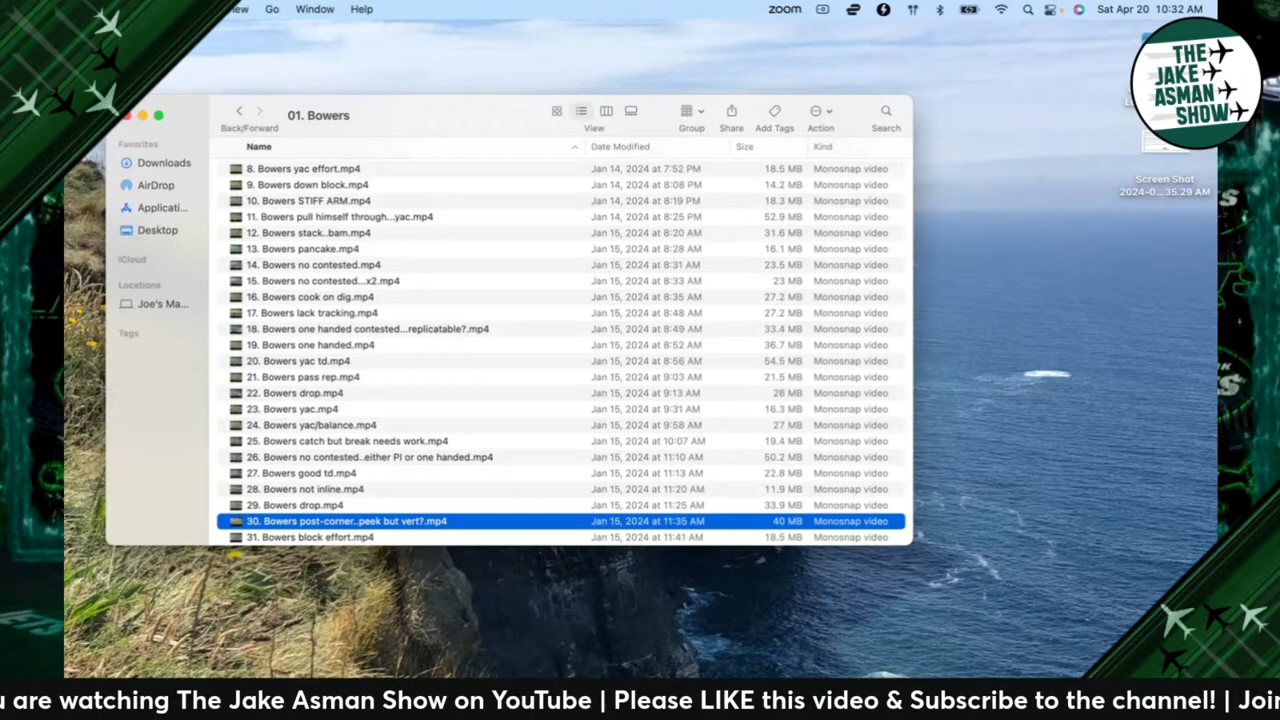 iew Go Window Help zoom Sat Apr 20 10:32 AM
THE
JAKE
ASMAN
SHOW
01. Bowers
Back/Forward View Group Share Add Tags Action Search
Favorites
Downloads
AirDrop
Applicati...
Desktop
iCloud
Locations
Joe's Ma...
Tags
Name Date Modified Size Kind
8. Bowers yac effort.mp4 Jan 14, 2024 at 7:52 PM 18.5 MB Monosnap video
9. Bowers down block.mp4 Jan 14, 2024 at 8:08 PM 14.2 MB Monosnap video
10. Bowers STIFF ARM.mp4 Jan 14, 2024 at 8:19 PM 18.3 MB Monosnap video
11. Bowers pull himself through...yac.mp4 Jan 14, 2024 at 8:25 PM 52.9 MB Monosnap video
12. Bowers stack..bam.mp4 Jan 15, 2024 at 8:20 AM 31.6 MB Monosnap video
13. Bowers pancake.mp4 Jan 15, 2024 at 8:28 AM 16.1 MB Monosnap video
14. Bowers no contested.mp4 Jan 15, 2024 at 8:31 AM 23.5 MB Monosnap video
15. Bowers no contested...x2.mp4 Jan 15, 2024 at 8:33 AM 23 MB Monosnap video
16. Bowers cook on dig.mp4 Jan 15, 2024 at 8:35 AM 27.2 MB Monosnap video
17. Bowers lack tracking.mp4 Jan 15, 2024 at 8:48 AM 27.2 MB Monosnap video
18. Bowers one handed contested...replicatable?.mp4 Jan 15, 2024 at 8:49 AM 33.4 MB Monosnap video
19. Bowers one handed.mp4 Jan 15, 2024 at 8:52 AM 36.7 MB Monosnap video
20. Bowers yac td.mp4 Jan 15, 2024 at 8:56 AM 54.5 MB Monosnap video
21. Bowers pass rep.mp4 Jan 15, 2024 at 9:03 AM 21.5 MB Monosnap video
22. Bowers drop.mp4 Jan 15, 2024 at 9:13 AM 26 MB Monosnap video
23. Bowers yac.mp4 Jan 15, 2024 at 9:31 AM 16.3 MB Monosnap video
24. Bowers yac/balance.mp4 Jan 15, 2024 at 9:58 AM 27 MB Monosnap video
25. Bowers catch but break needs work.mp4 Jan 15, 2024 at 10:07 AM 19.4 MB Monosnap video
26. Bowers no contested..either PI or one handed.mp4 Jan 15, 2024 at 11:10 AM 50.2 MB Monosnap video
27. Bowers good td.mp4 Jan 15, 2024 at 11:13 AM 22.8 MB Monosnap video
28. Bowers not inline.mp4 Jan 15, 2024 at 11:20 AM 11.9 MB Monosnap video
29. Bowers drop.mp4 Jan 15, 2024 at 11:25 AM 33.9 MB Monosnap video
30. Bowers post-corner..peek but vert?.mp4 Jan 15, 2024 at 11:35 AM 40 MB Monosnap video
31. Bowers block effort.mp4 Jan 15, 2024 at 11:41 AM 18.5 MB Monosnap video
Screen Shot
2024-0...35.29 AM
u are watching The Jake Asman Show on YouTube | Please LIKE this video & Subscribe to the channel! | Join